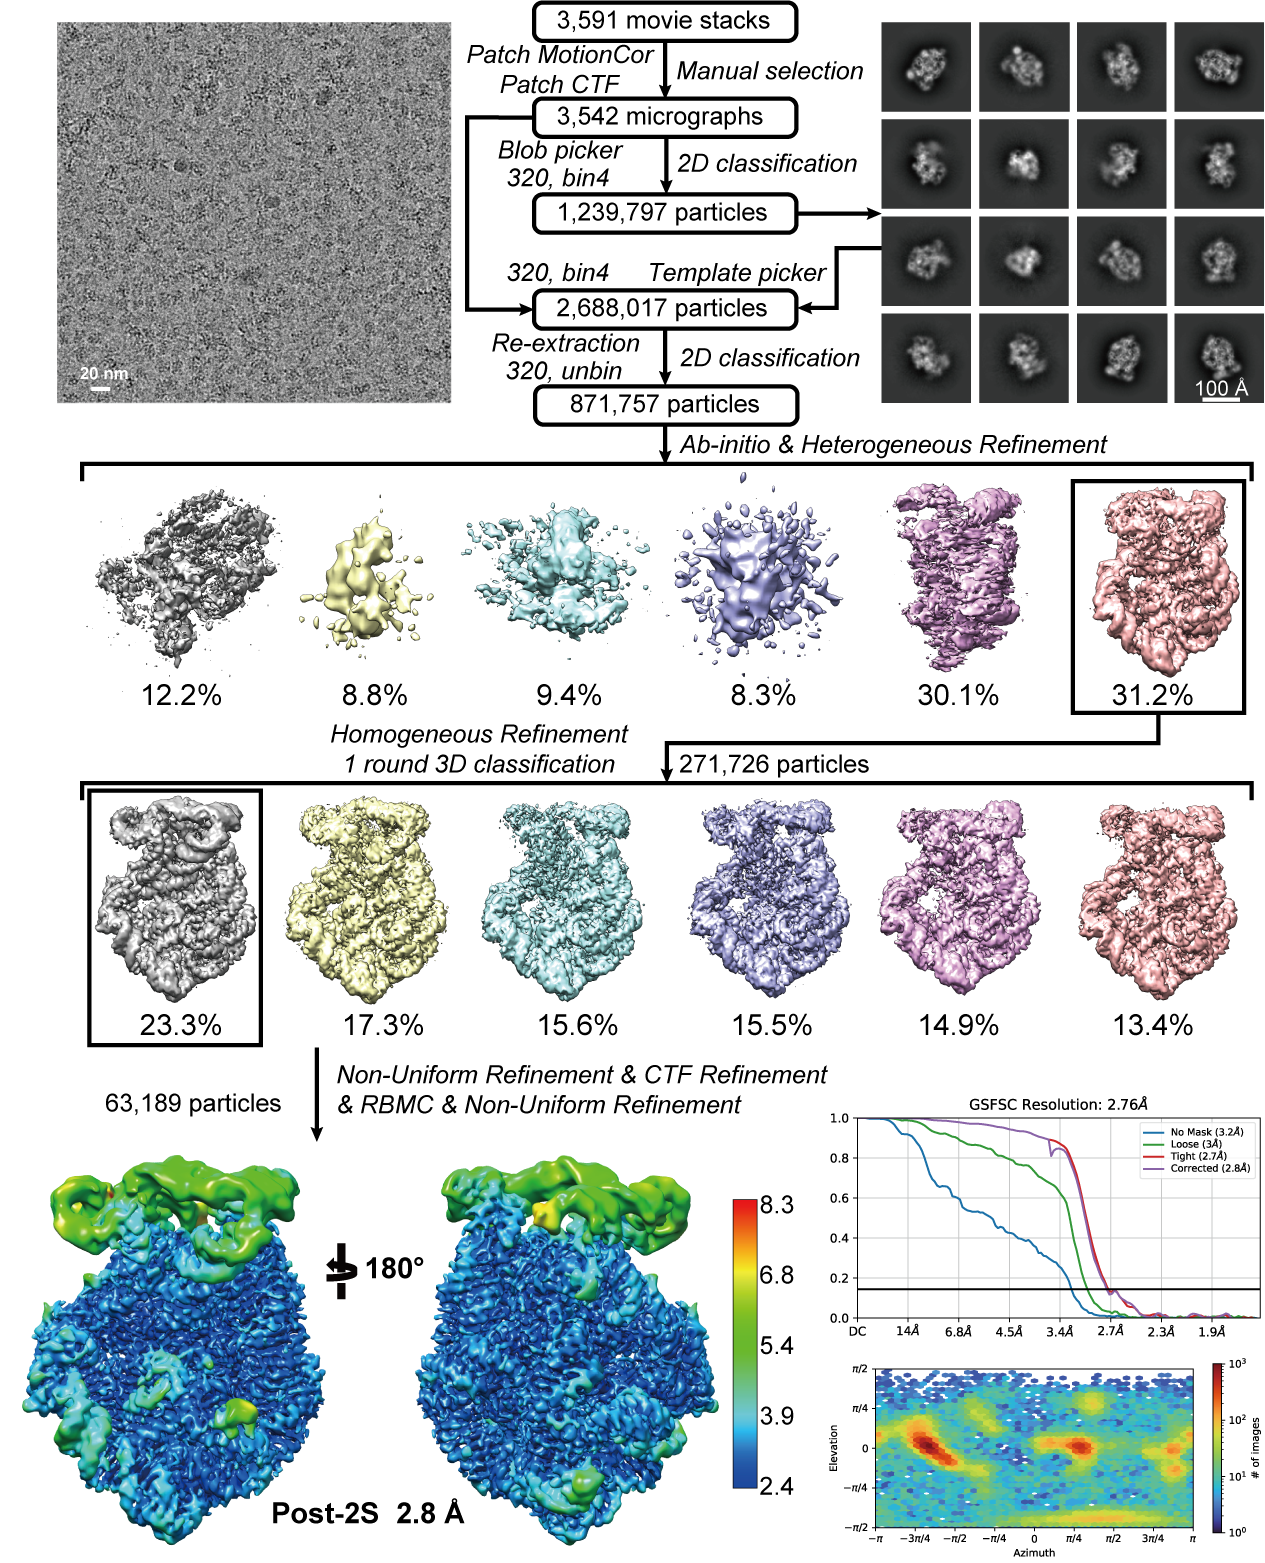 3,591 movie stacks
Patch MotionCor
Patch CTF
Manual selection
3,542 micrographs
Blob picker
320, bin4
2D classification
1,239,797 particles
320, bin4
Template picker
2,688,017 particles
Re-extraction
320, unbin
2D classification
871,757 particles
20 nm
100 Å
Ab-initio & Heterogeneous Refinement
12.2%
8.8%
9.4%
8.3%
30.1%
31.2%
Homogeneous Refinement
1 round 3D classification
271,726 particles
23.3%
17.3%
15.6%
15.5%
14.9%
13.4%
63,189 particles
Non-Uniform Refinement & CTF Refinement
& RBMC & Non-Uniform Refinement
180°
8.3
6.8
5.4
3.9
2.4
Post-2S 2.8 Å
GSFSC Resolution: 2.76Å
1.0
0.8
0.6
0.4
0.2
0.0
No Mask (3.2Å)
Loose (3Å)
Tight (2.7Å)
Corrected (2.8Å)
DC
14Å
6.8Å
4.5Å
3.4Å
2.7Å
2.3Å
1.9Å
π/2
π/4
0
−π/4
−π/2
Elevation
−π
−3π/4
−π/2
−π/4
0
π/4
π/2
3π/4
π
Azimuth
10³
10²
10¹
10⁰
# of images